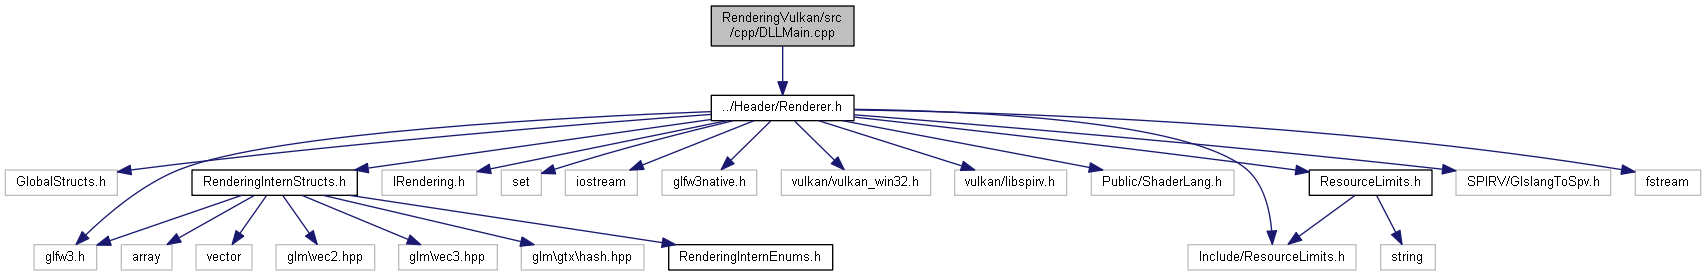 RenderingVulkan/src
/cpp/DLLMain.cpp
../Header/Renderer.h
GlobalStructs.h
RenderingInternStructs.h
IRendering.h
set
iostream
glfw3native.h
vulkan/vulkan_win32.h
vulkan/libspirv.h
Public/ShaderLang.h
ResourceLimits.h
SPIRV/GlslangToSpv.h
fstream
glfw3.h
array
vector
glm\vec2.hpp
glm\vec3.hpp
glm\gtx\hash.hpp
RenderingInternEnums.h
Include/ResourceLimits.h
string